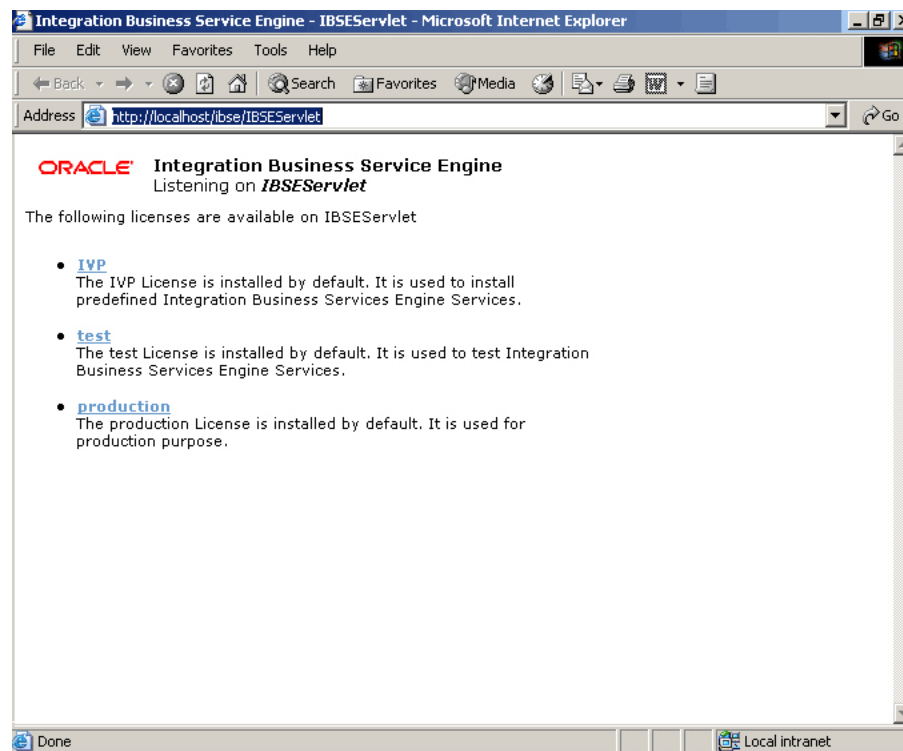 Integration Business Service Engine - IBSEServlet - Microsoft Internet Explorer
File Edit View Favorites Tools Help
Back Search Favorites Media
Address http://localhost/ibse/IBSEServlet Go
ORACLE Integration Business Service Engine
Listening on IBSEServlet
The following licenses are available on IBSEServlet
IVP
The IVP License is installed by default. It is used to install
predefined Integration Business Services Engine Services.
test
The test License is installed by default. It is used to test Integration
Business Services Engine Services.
production
The production License is installed by default. It is used for
production purpose.
Done Local intranet